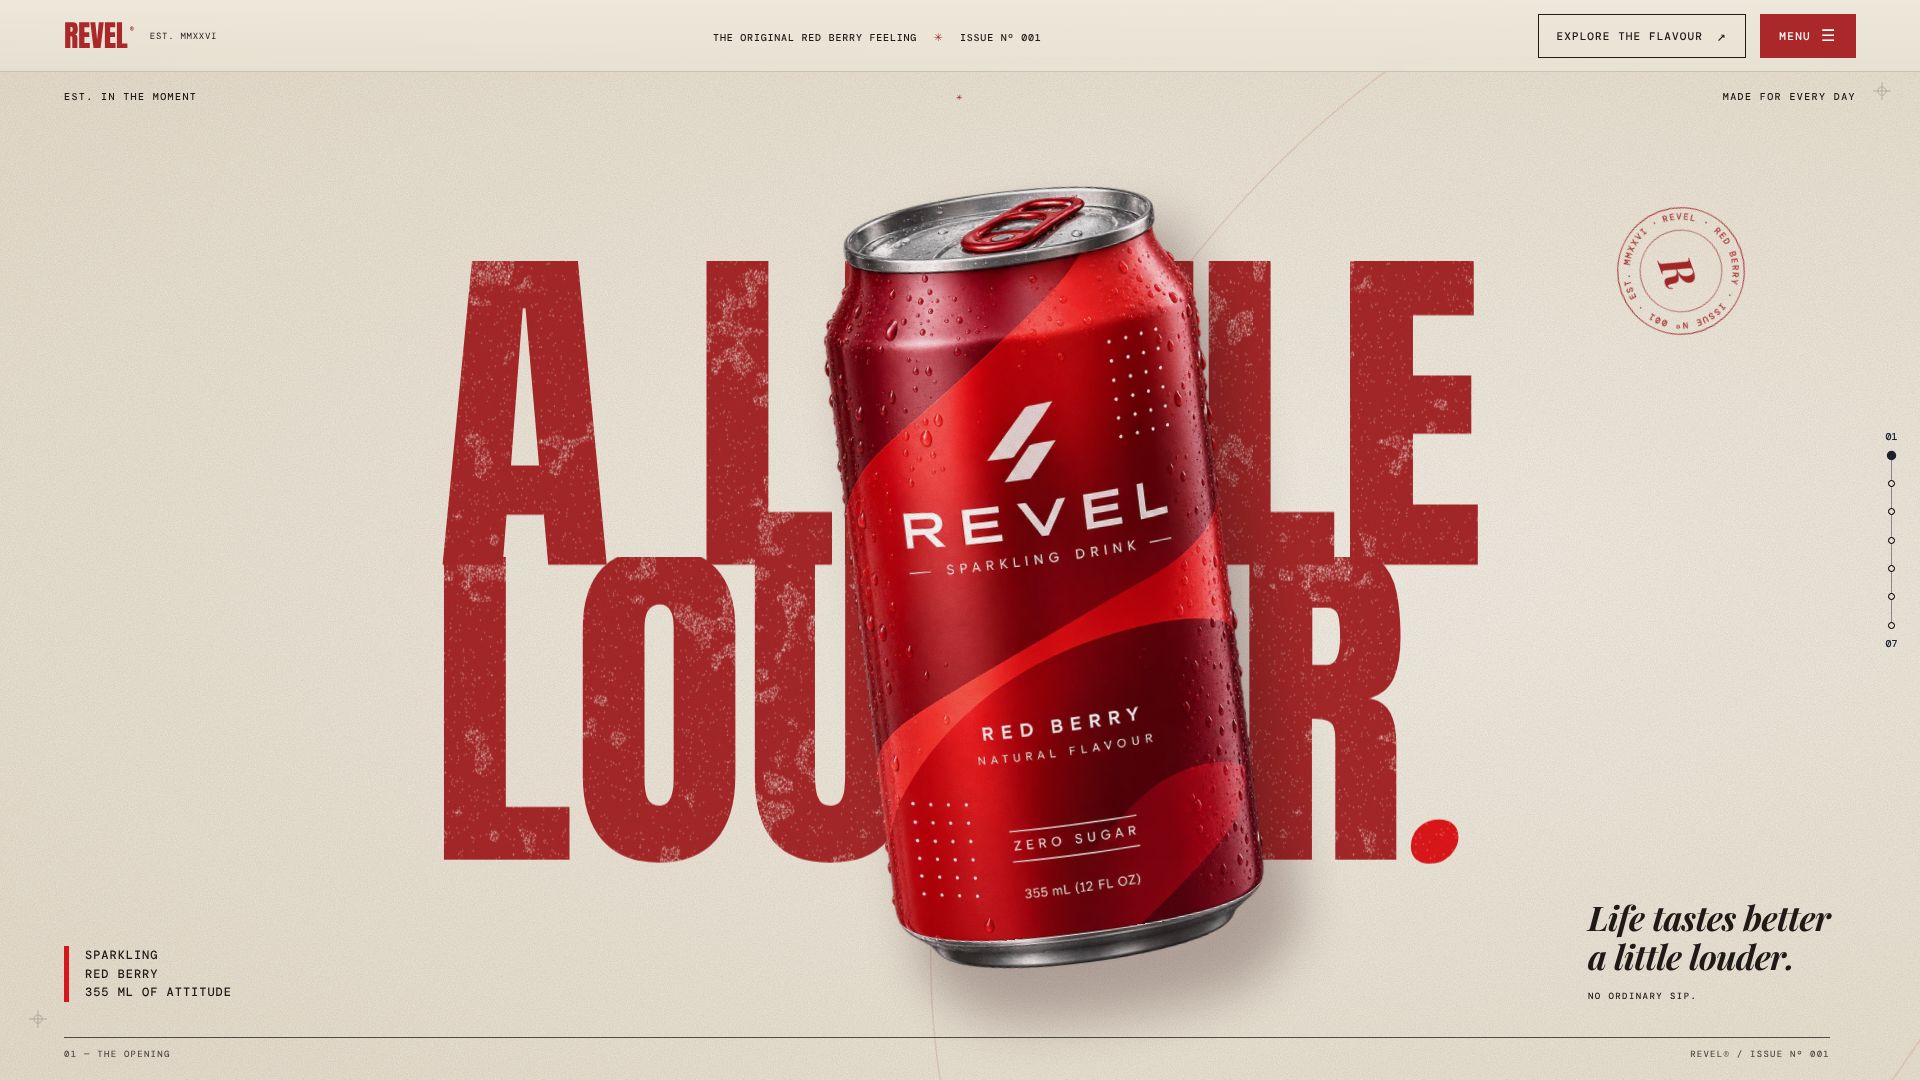 REVEL®
EST. MMXXVI
THE ORIGINAL RED BERRY FEELING ✳ ISSUE Nº 001
EXPLORE THE FLAVOUR ↗
MENU ☰
EST. IN THE MOMENT
✳
MADE FOR EVERY DAY
A L LE
LOU R.
REVEL
SPARKLING DRINK
RED BERRY
NATURAL FLAVOUR
ZERO SUGAR
355 mL (12 FL OZ)
REVEL · RED BERRY · ISSUE Nº 001 · EST. MMXXVI ·
R
01
07
SPARKLING
RED BERRY
355 ML OF ATTITUDE
Life tastes better
a little louder.
NO ORDINARY SIP.
01 — THE OPENING
REVEL® / ISSUE Nº 001